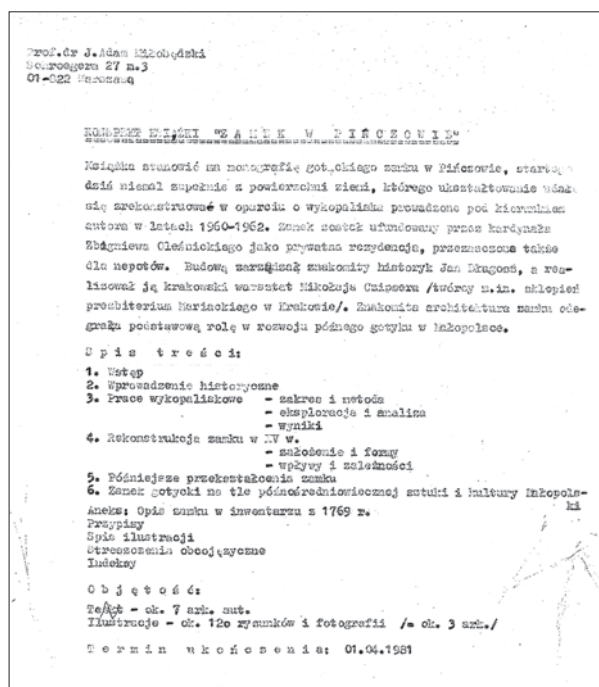 Prof.dr J.Adam Miłobędzki
Schroegera 27 m.3
01-822 Warszawa
KONSPEKT KSIĄŻKI "Z A M E K  W  P I Ń C Z O W I E"
Książka stanowić ma monografię gotyckiego zamku w Pińczowie, startego
dziś niemal zupełnie z powierzchni ziemi, którego ukształtowanie udało
się zrekonstruować w oparciu o wykopaliska prowadzone pod kierunkiem
autora w latach 1960-1962. Zamek został ufundowany przez kardynała
Zbigniewa Oleśnickiego jako prywatna rezydencja, przeznaczona także
dla nepotów. Budową zarządzał znakomity historyk Jan Długosz, a rea-
lizował ją krakowski warsztat Mikołaja Czipsera /twórcy m.in. sklepień
prezbiterium Mariackiego w Krakowie/. Znakomita architektura zamku ode-
grała podstawową rolę w rozwoju późnego gotyku w Małopolsce.
S p i s  t r e ś c i:
1. Wstęp
2. Wprowadzenie historyczne
3. Prace wykopaliskowe - zakres i metoda
- eksploracja i analiza
- wyniki
4. Rekonstrukcja zamku w XV w.
- założenie i formy
- wpływy i zależności
5. Późniejsze przekształcenia zamku
6. Zamek gotycki na tle późnośredniowiecznej sztuki i kultury Małopols-
ki
Aneks: Opis zamku w inwentarzu z 1769 r.
Przypisy
Spis ilustracji
Streszczenia obcojęzyczne
Indeksy
O b j ę t o ś ć:
Tekst - ok. 7 ark. aut.
Ilustracje - ok. 12o rysunków i fotografii /= ok. 3 ark./
T e r m i n  u k o ń c z e n i a: 01.04.1981